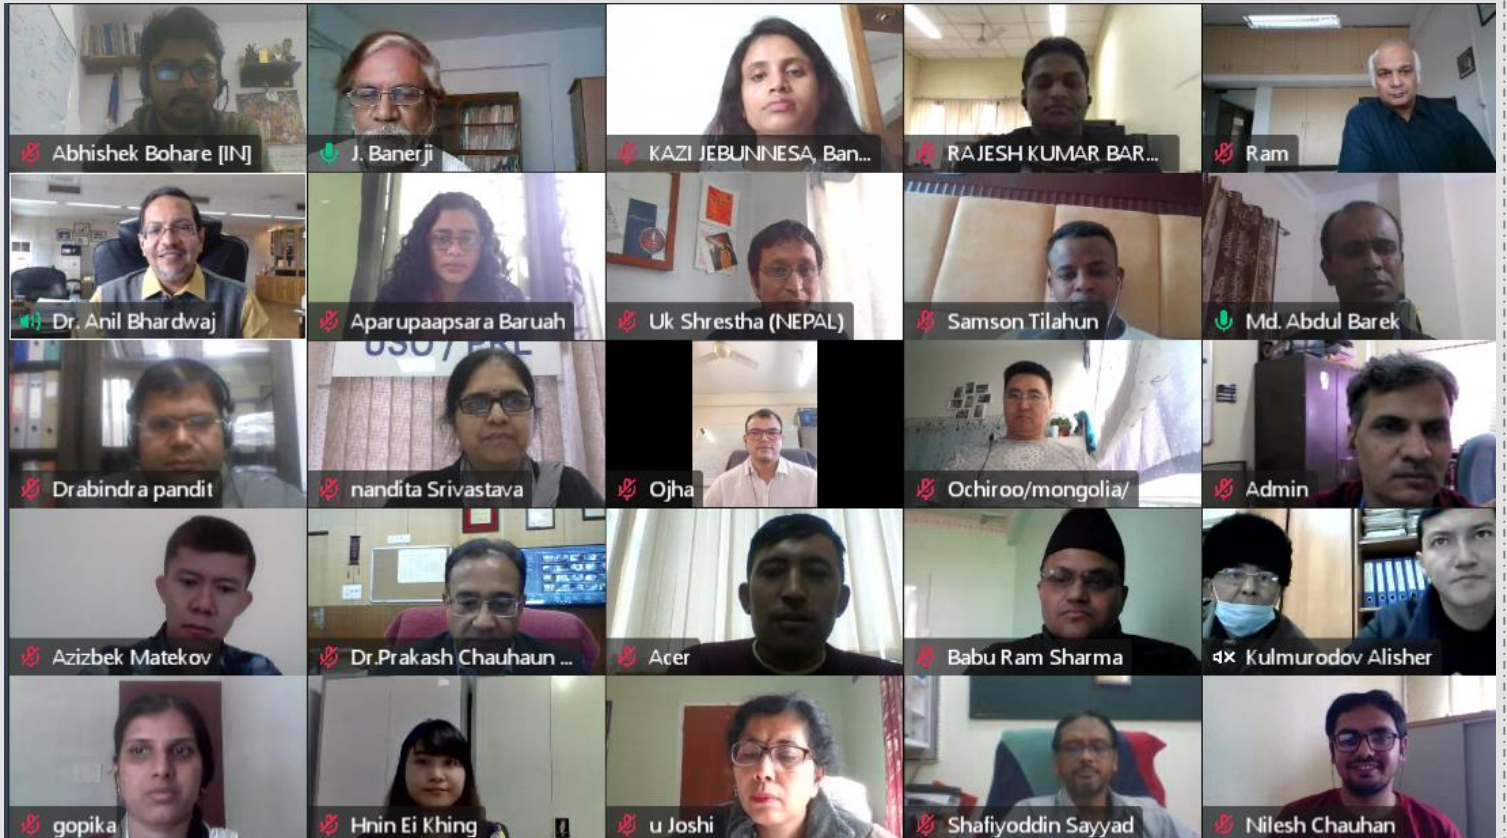 Abhishek Bohare [IN]
J. Banerji
KAZI JEBUNNESA, Ban...
RAJESH KUMAR BAR...
Ram
Dr. Anil Bhardwaj
Aparupaapsara Baruah
Uk Shrestha (NEPAL)
Samson Tilahun
Md. Abdul Barek
USO / PRL
Drabindra pandit
nandita Srivastava
Ojha
Ochiroo/mongolia/
Admin
Azizbek Matekov
Dr.Prakash Chauhaun ...
Acer
Babu Ram Sharma
Kulmurodov Alisher
gopika
Hnin Ei Khing
u Joshi
Shafiyoddin Sayyad
Nilesh Chauhan